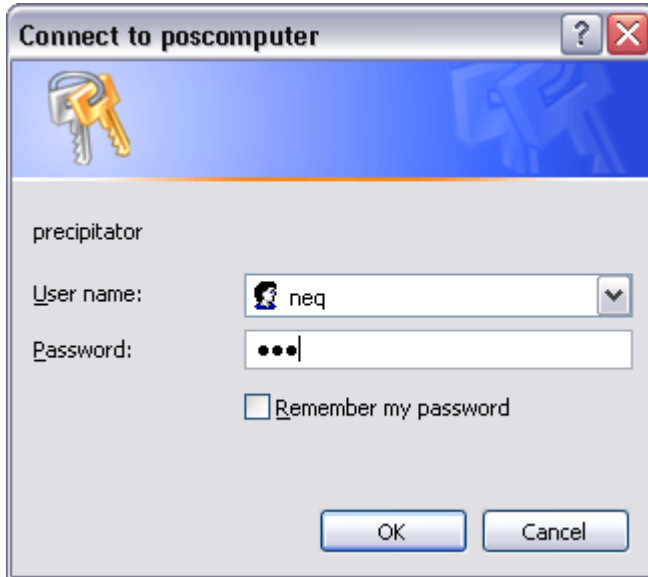 Connect to poscomputer
precipitator
User name:
neq
Password:
•••
Remember my password
OK
Cancel